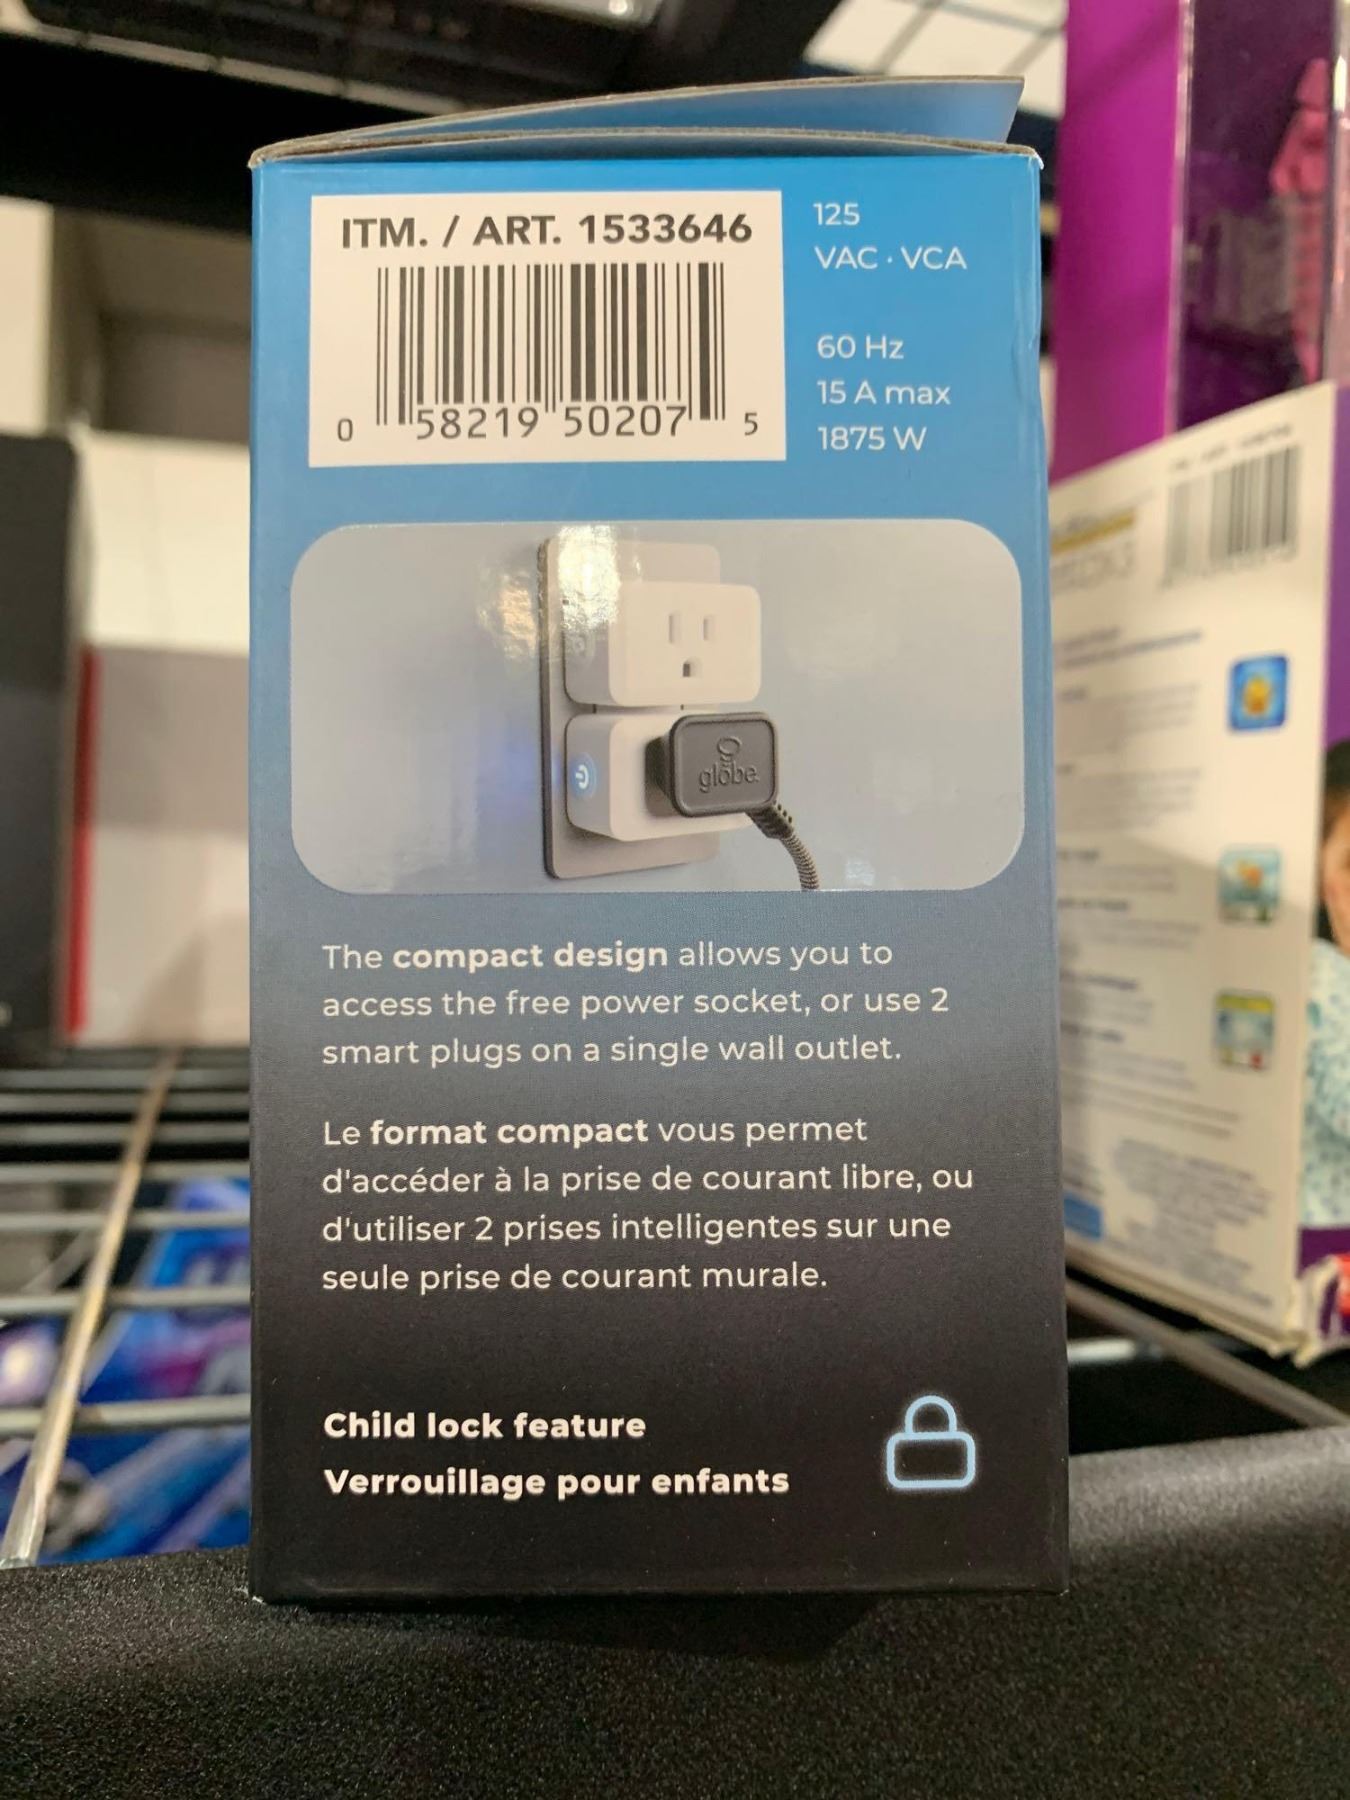 ITM. / ART. 1533646
0 58219 50207 5
125
VAC · VCA
60 Hz
15 A max
1875 W
globe
The compact design allows you to
access the free power socket, or use 2
smart plugs on a single wall outlet.
Le format compact vous permet
d'accéder à la prise de courant libre, ou
d'utiliser 2 prises intelligentes sur une
seule prise de courant murale.
Child lock feature
Verrouillage pour enfants